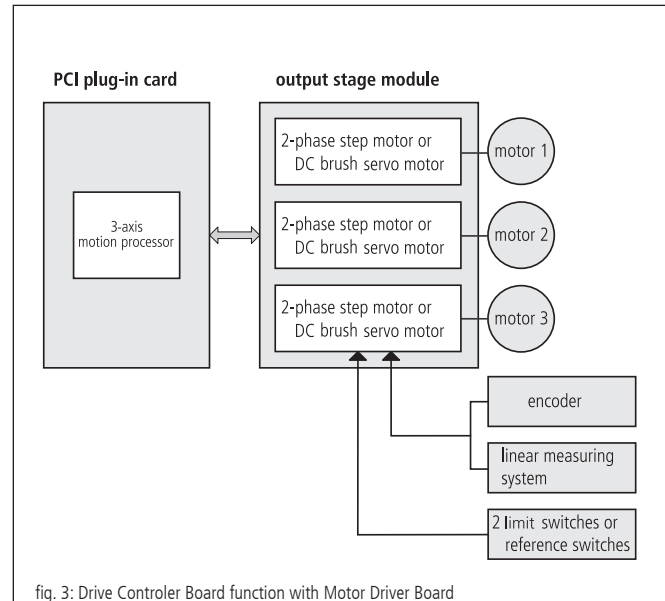 PCI plug-in card
output stage module
2-phase step motor or
DC brush servo motor
motor 1
3-axis
motion processor
2-phase step motor or
DC brush servo motor
motor 2
2-phase step motor or
DC brush servo motor
motor 3
encoder
linear measuring
system
2 limit switches or
reference switches
fig. 3: Drive Controler Board function with Motor Driver Board